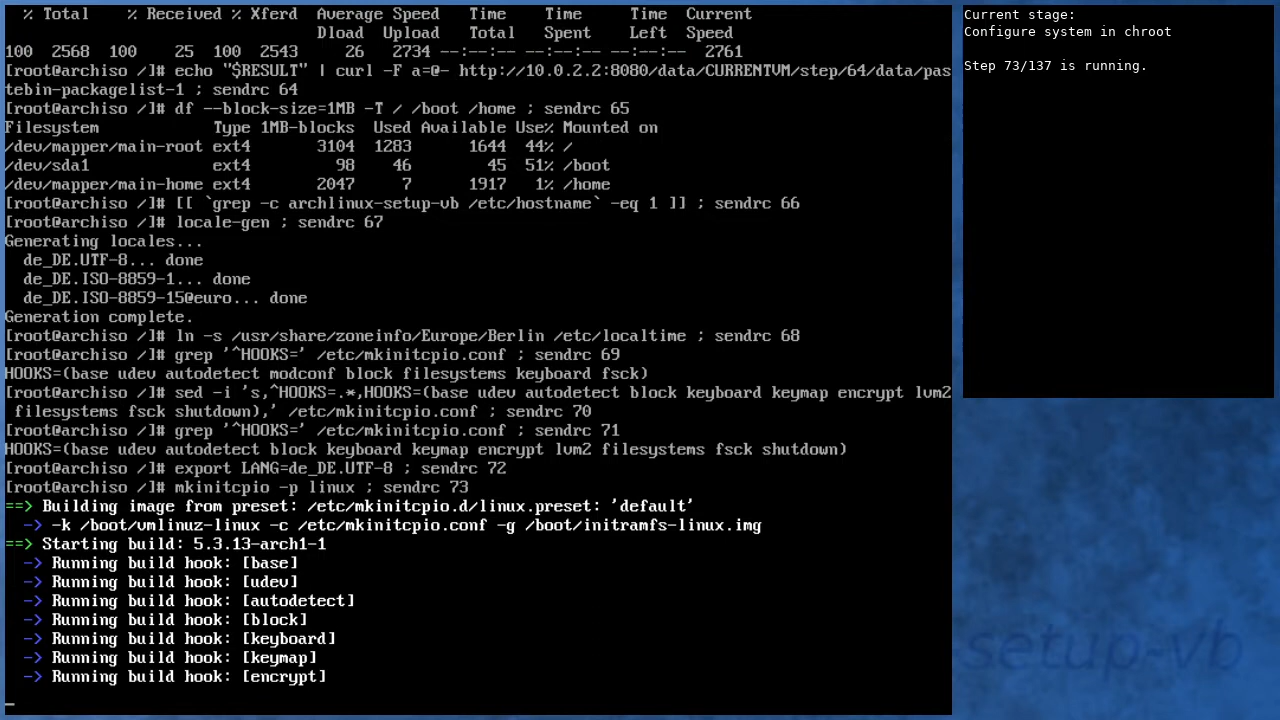 % Total    % Received % Xferd  Average Speed   Time    Time     Time  Current
                                 Dload  Upload   Total   Spent    Left  Speed
100  2568  100    25  100  2543     26   2734 --:--:-- --:--:-- --:--:--  2761
[root@archiso /]# echo "$RESULT" | curl -F a=@- http://10.0.2.2:8080/data/CURRENTVM/step/64/data/pas
tebin-packagelist-1 ; sendrc 64
[root@archiso /]# df --block-size=1MB -T / /boot /home ; sendrc 65
Filesystem            Type 1MB-blocks  Used Available Use% Mounted on
/dev/mapper/main-root ext4       3104  1283      1644  44% /
/dev/sda1             ext4         98    46        45  51% /boot
/dev/mapper/main-home ext4       2047     7      1917   1% /home
[root@archiso /]# [[ `grep -c archlinux-setup-vb /etc/hostname` -eq 1 ]] ; sendrc 66
[root@archiso /]# locale-gen ; sendrc 67
Generating locales...
  de_DE.UTF-8... done
  de_DE.ISO-8859-1... done
  de_DE.ISO-8859-15@euro... done
Generation complete.
[root@archiso /]# ln -s /usr/share/zoneinfo/Europe/Berlin /etc/localtime ; sendrc 68
[root@archiso /]# grep '^HOOKS=' /etc/mkinitcpio.conf ; sendrc 69
HOOKS=(base udev autodetect modconf block filesystems keyboard fsck)
[root@archiso /]# sed -i 's,^HOOKS=.*,HOOKS=(base udev autodetect block keyboard keymap encrypt lvm2
 filesystems fsck shutdown),' /etc/mkinitcpio.conf ; sendrc 70
[root@archiso /]# grep '^HOOKS=' /etc/mkinitcpio.conf ; sendrc 71
HOOKS=(base udev autodetect block keyboard keymap encrypt lvm2 filesystems fsck shutdown)
[root@archiso /]# export LANG=de_DE.UTF-8 ; sendrc 72
[root@archiso /]# mkinitcpio -p linux ; sendrc 73
==> Building image from preset: /etc/mkinitcpio.d/linux.preset: 'default'
  -> -k /boot/vmlinuz-linux -c /etc/mkinitcpio.conf -g /boot/initramfs-linux.img
==> Starting build: 5.3.13-arch1-1
  -> Running build hook: [base]
  -> Running build hook: [udev]
  -> Running build hook: [autodetect]
  -> Running build hook: [block]
  -> Running build hook: [keyboard]
  -> Running build hook: [keymap]
  -> Running build hook: [encrypt]
_
Current stage:
Configure system in chroot
Step 73/137 is running.
setup-vb